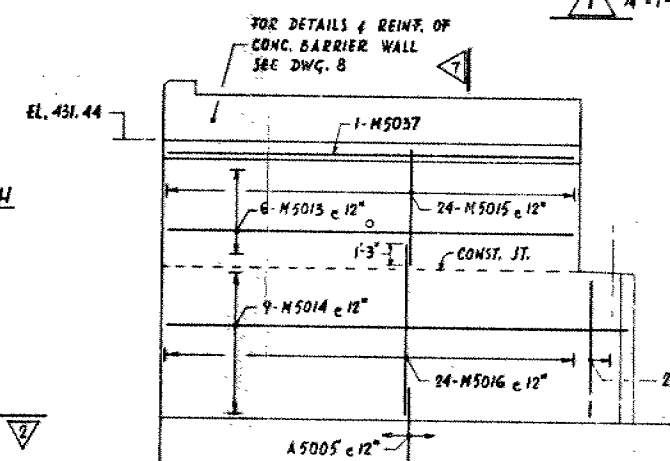 FOR DETAILS & REINF. OF
CONC. BARRIER WALL
SEE DWG. 8
7
EL. 431.44
1-M5037
6-M5013 @ 12"
24-M5015 @ 12"
1'-3"
CONST. JT.
9-M5014 @ 12"
24-M5016 @ 12"
2
2
A5005 @ 12"